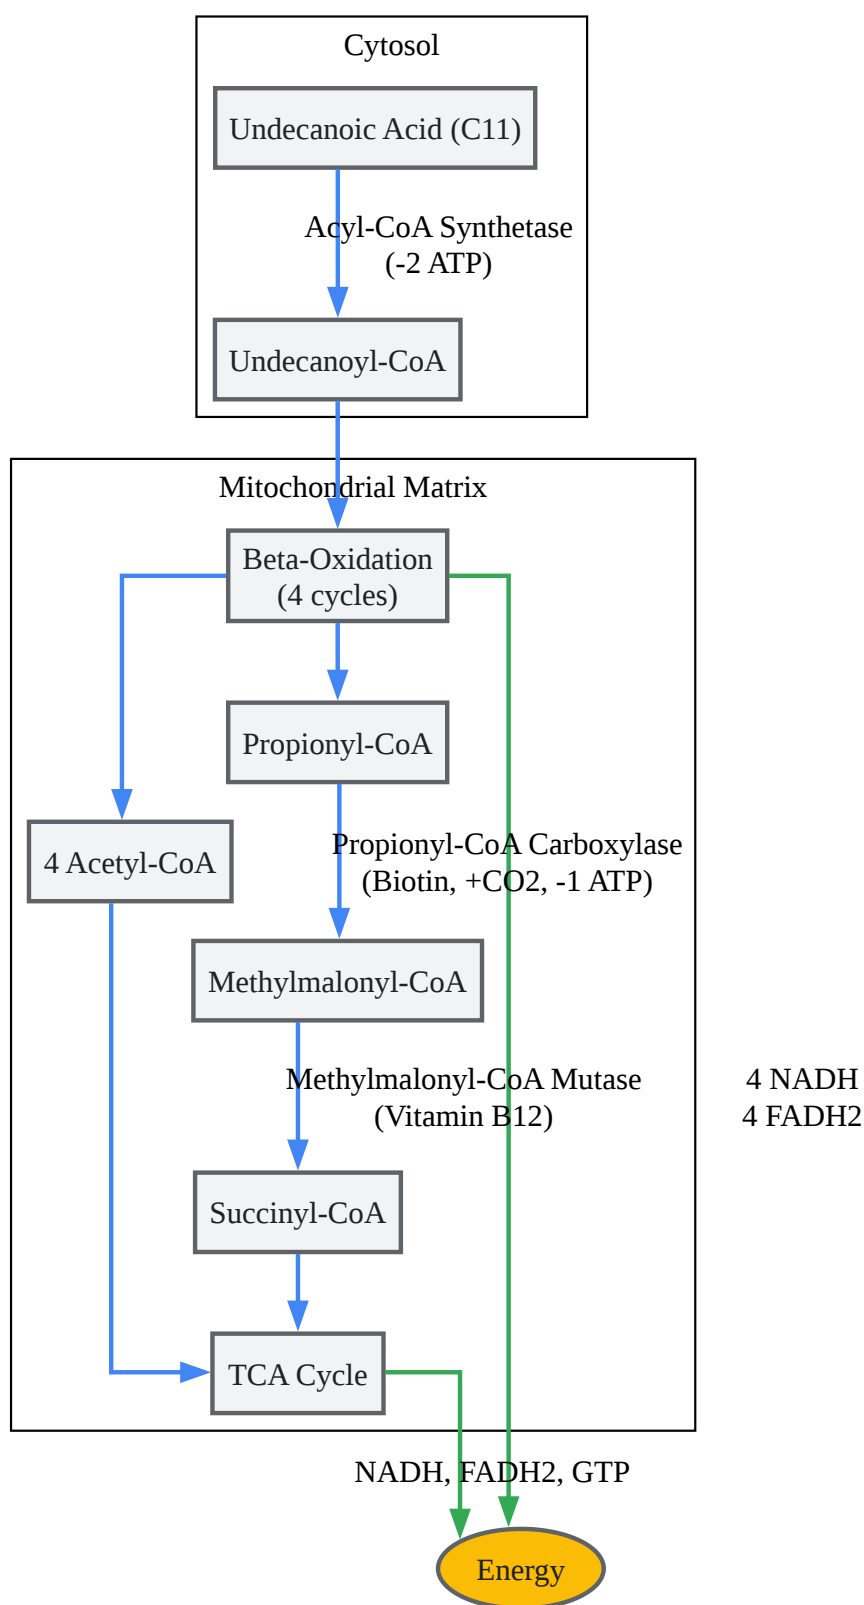 Cytosol
Undecanoic Acid (C11)
Acyl-CoA Synthetase
(-2 ATP)
Undecanoyl-CoA
Mitochondrial Matrix
Beta-Oxidation
(4 cycles)
Propionyl-CoA
Propionyl-CoA Carboxylase
(Biotin, +CO2, -1 ATP)
4 Acetyl-CoA
Methylmalonyl-CoA
Methylmalonyl-CoA Mutase
(Vitamin B12)
4 NADH
4 FADH2
Succinyl-CoA
TCA Cycle
NADH, FADH2, GTP
Energy